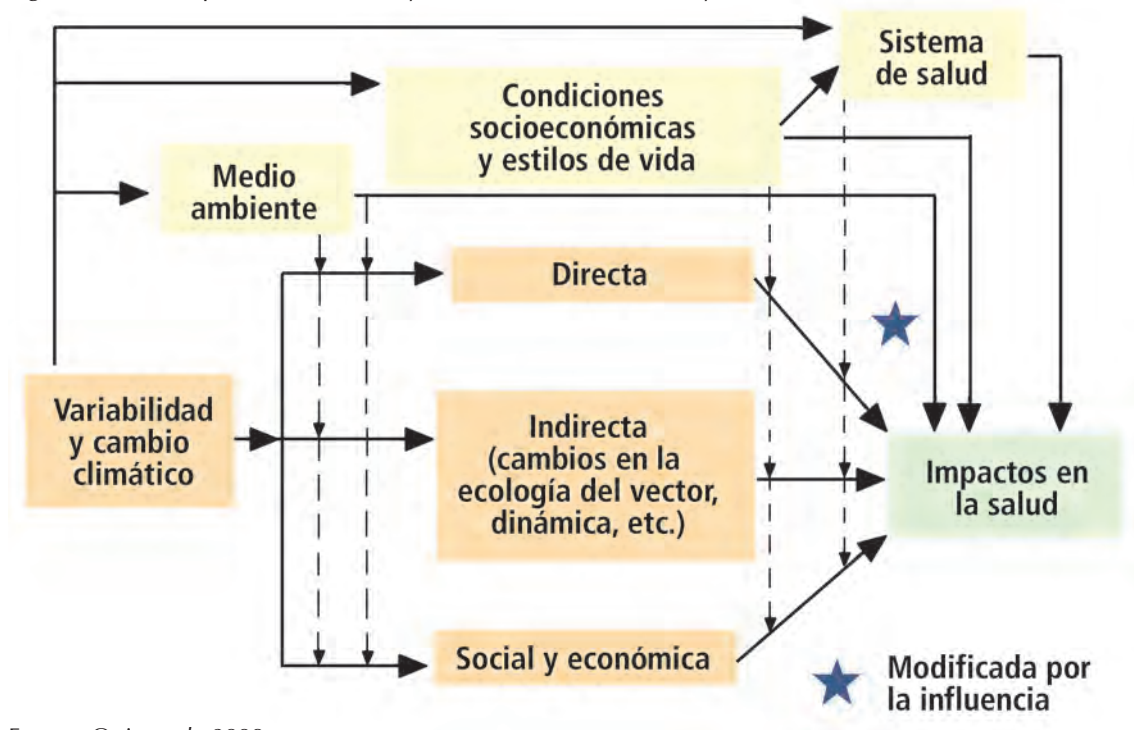 Sistema
de salud
Condiciones
socioeconómicas
y estilos de vida
Medio
ambiente
Directa
Variabilidad
y cambio
climático
Indirecta
(cambios en la
ecología del vector,
dinámica, etc.)
Impactos en
la salud
Social y económica
Modificada por
la influencia